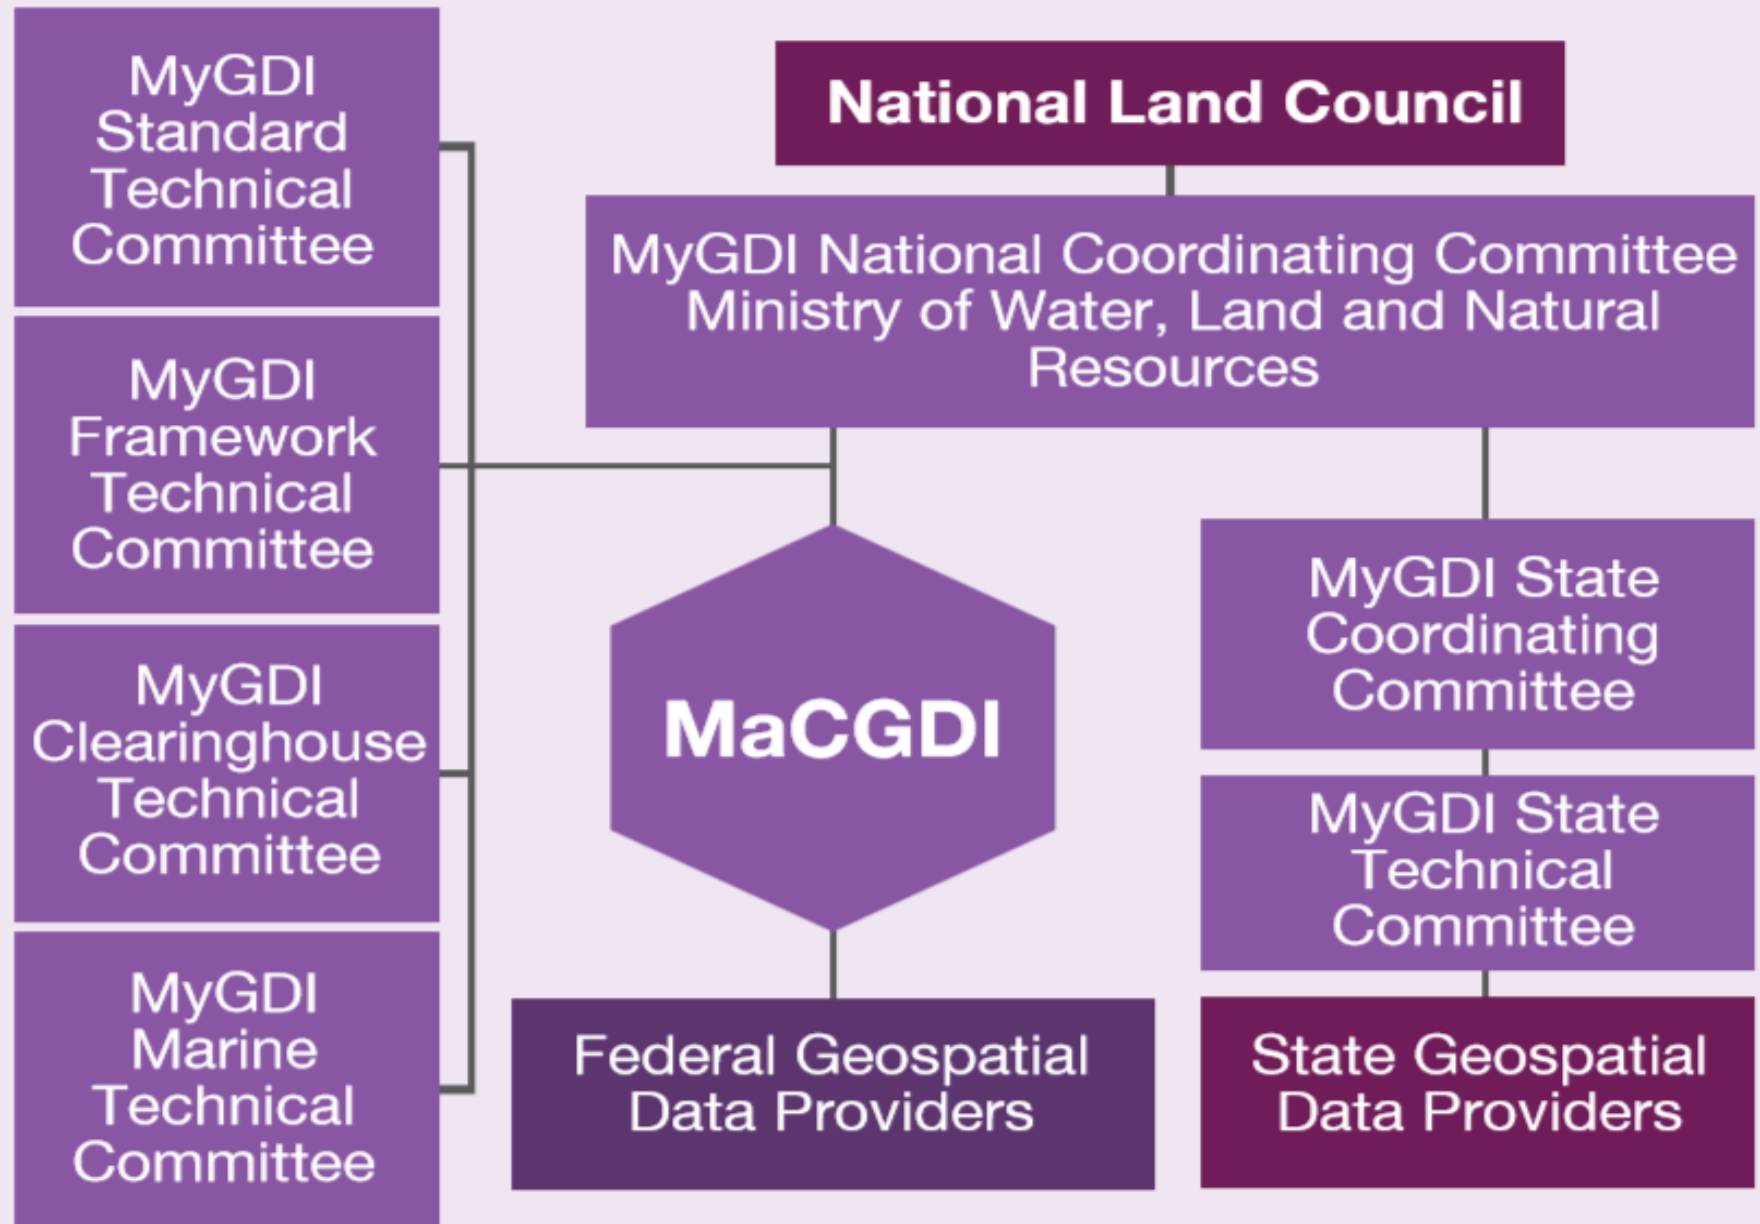 MyGDI
Standard
Technical
Committee
MyGDI
Framework
Technical
Committee
MyGDI
Clearinghouse
Technical
Committee
MyGDI
Marine
Technical
Committee
National Land Council
MyGDI National Coordinating Committee
Ministry of Water, Land and Natural
Resources
MaCGDI
Federal Geospatial
Data Providers
MyGDI State
Coordinating
Committee
MyGDI State
Technical
Committee
State Geospatial
Data Providers